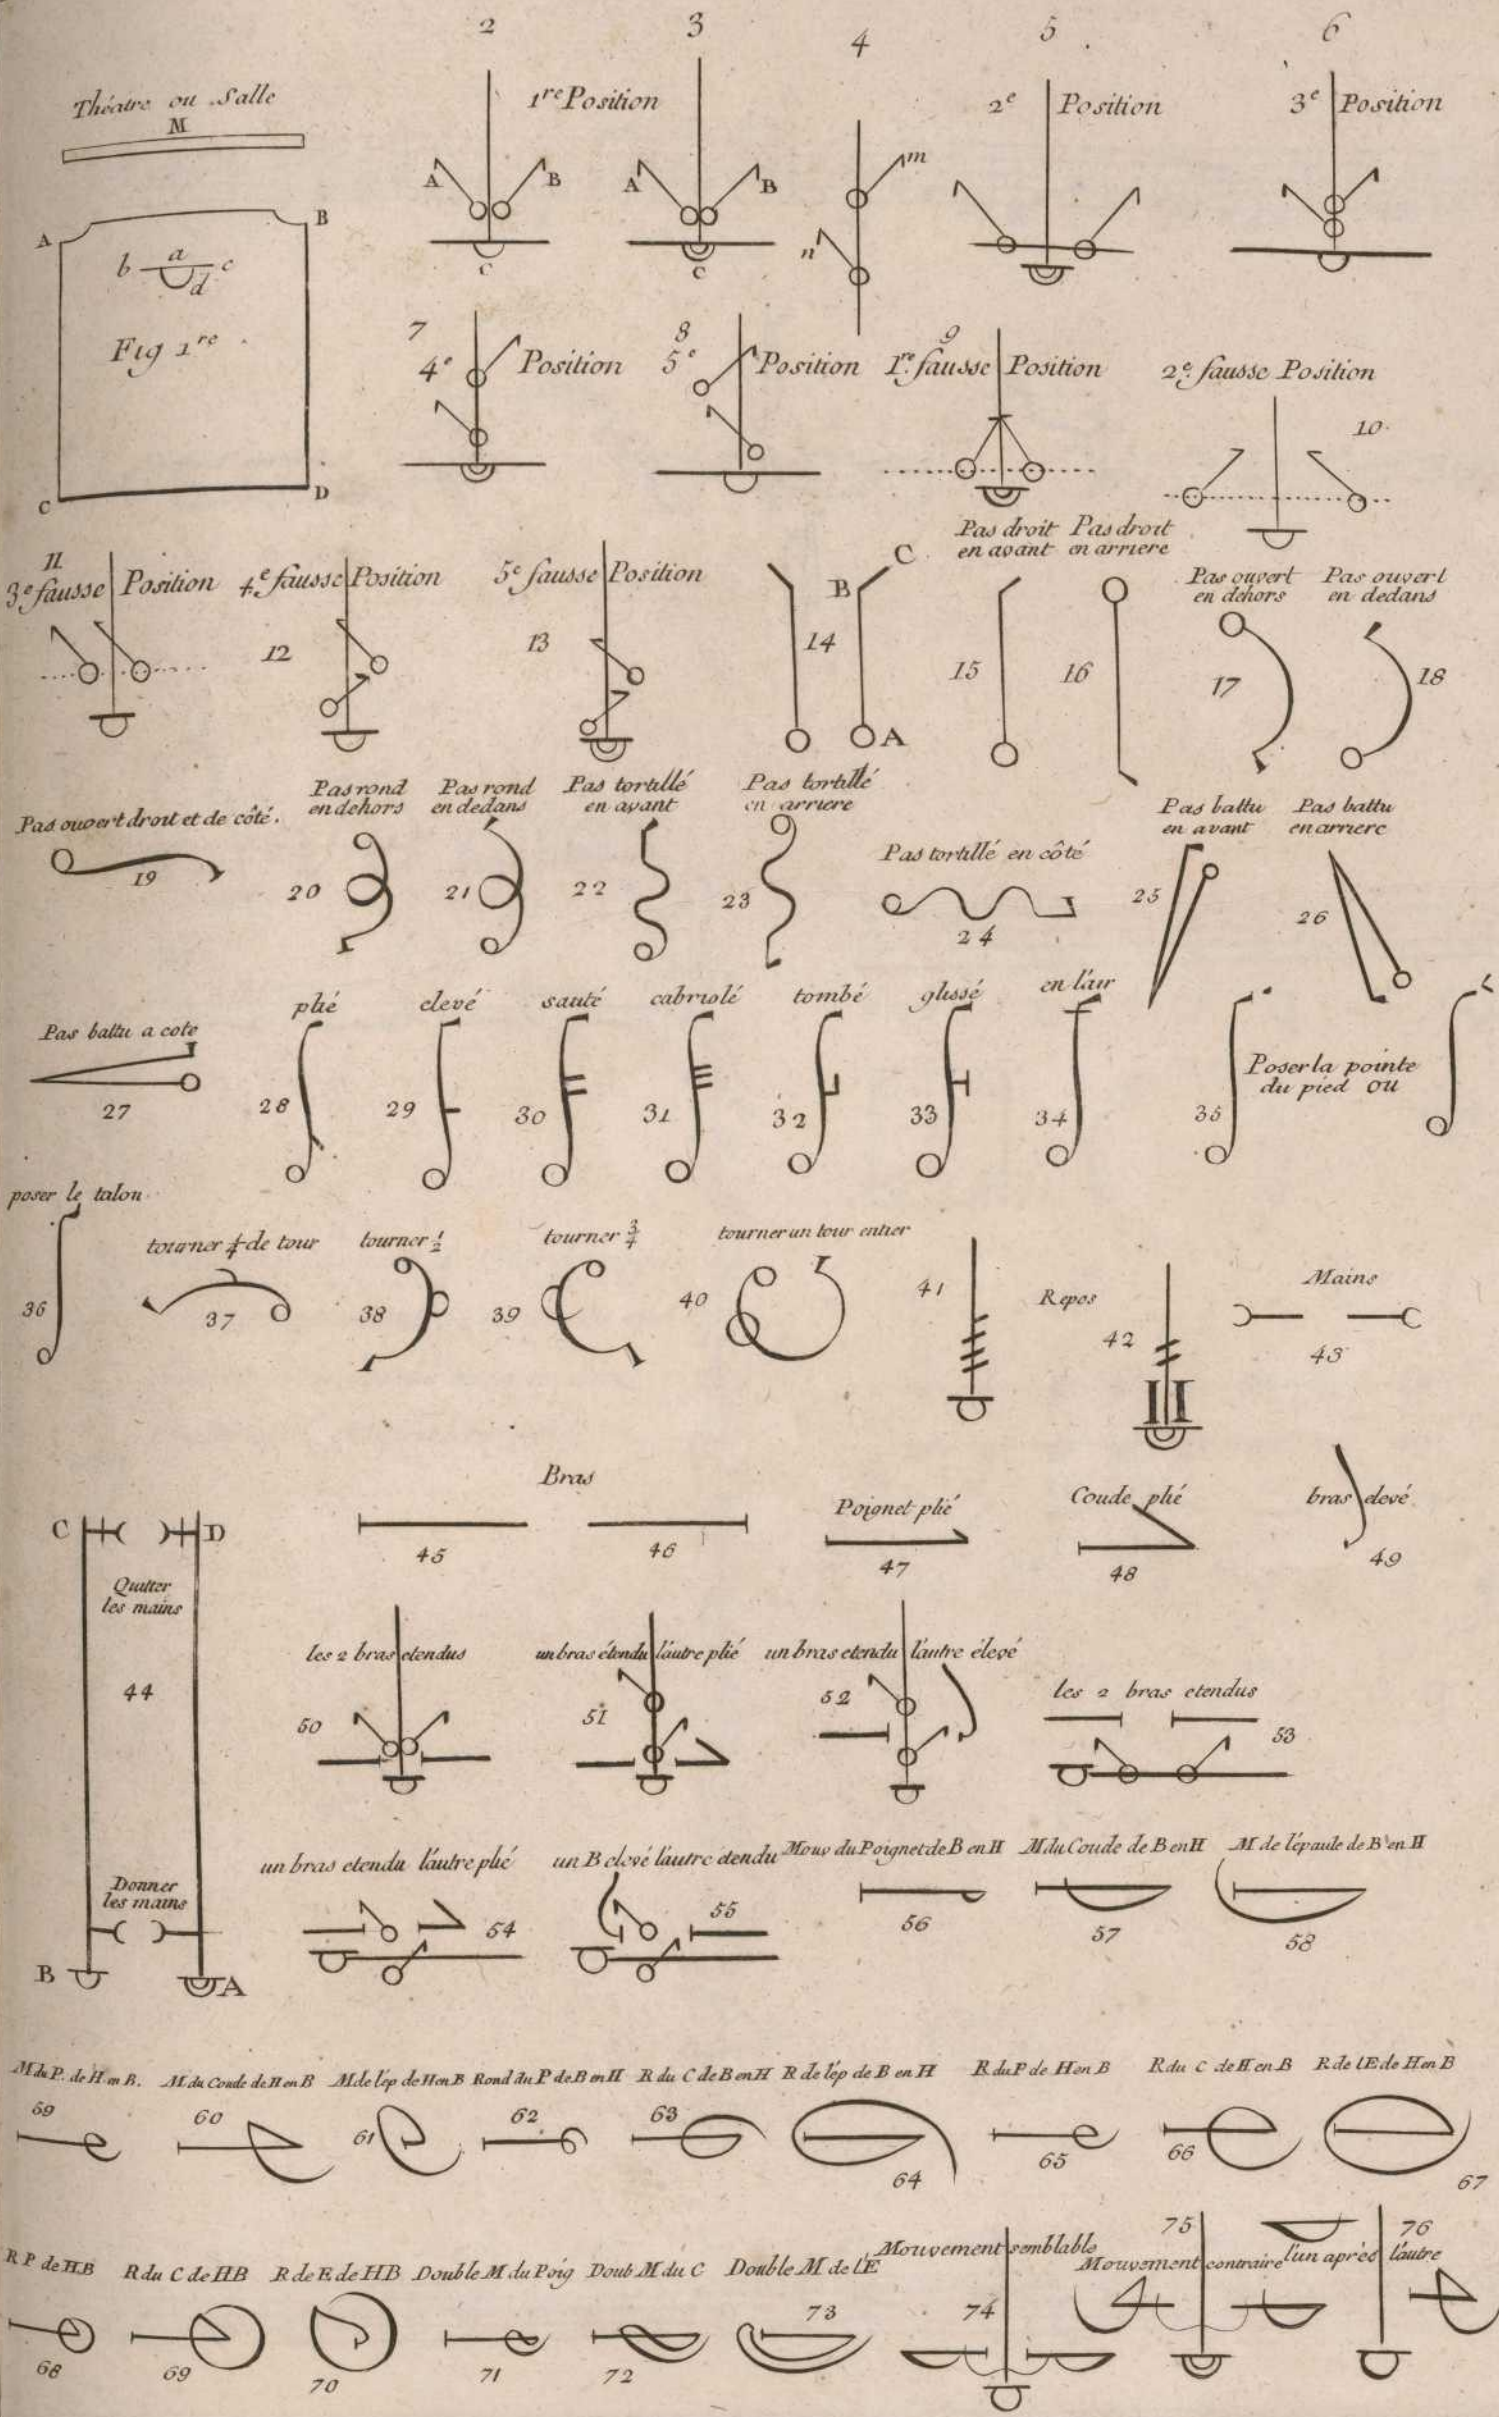 2
3
4
5
6
Théatre ou Salle
M
1re Position
2e Position
3e Position
A B
A B
m
n
C
C
A B
b a c
d
Fig 1re
C D
7
4e Position
8
5e Position
9
1re fausse Position
2e fausse Position
10
11
3e fausse Position
4e fausse Position
12
5e fausse Position
13
14
C
B
A
Pas droit
en avant
15
Pas droit
en arriere
16
Pas ouvert
en dehors
17
Pas ouvert
en dedans
18
Pas ouvert droit et de côté.
19
Pas rond
en dehors
20
Pas rond
en dedans
21
Pas tortillé
en avant
22
Pas tortillé
en arriere
23
Pas tortillé en côté
24
Pas battu
en avant
25
Pas battu
en arriere
26
Pas battu a coté
27
plié
28
elevé
29
sauté
30
cabriolé
31
tombé
32
glissé
33
en l'air
34
35
Poser la pointe
du pied ou
poser le talon
36
tourner 1/4 de tour
37
tourner 1/2
38
tourner 3/4
39
tourner un tour entier
40
41
Repos
42
Mains
43
C D
Quitter
les mains
44
Donner
les mains
B A
Bras
45
46
Poignet plié
47
Coude plié
48
bras elevé
49
les 2 bras etendus
50
un bras étendu l'autre plié
51
un bras etendu l'autre élevé
52
les 2 bras etendus
53
un bras etendu l'autre plié
54
un B elevé l'autre étendu
55
Mouv du Poignet de B en H
56
M du Coude de B en H
57
M de l'épaule de B en H
58
M du P. de H en B.
59
M du Coude de H en B
60
M de l'ép de H en B
61
Rond du P de B en H
62
R du C de B en H
63
R de l'ép de B en H
64
R du P de H en B
65
R du C de H en B
66
R de l'E de H en B
67
R P de HB
68
R du C de HB
69
R de E de HB
70
Double M du Poig
71
Doub M du C
72
Double M de l'E
73
Mouvement semblable
74
75
Mouvement contraire
76
l'un après l'autre